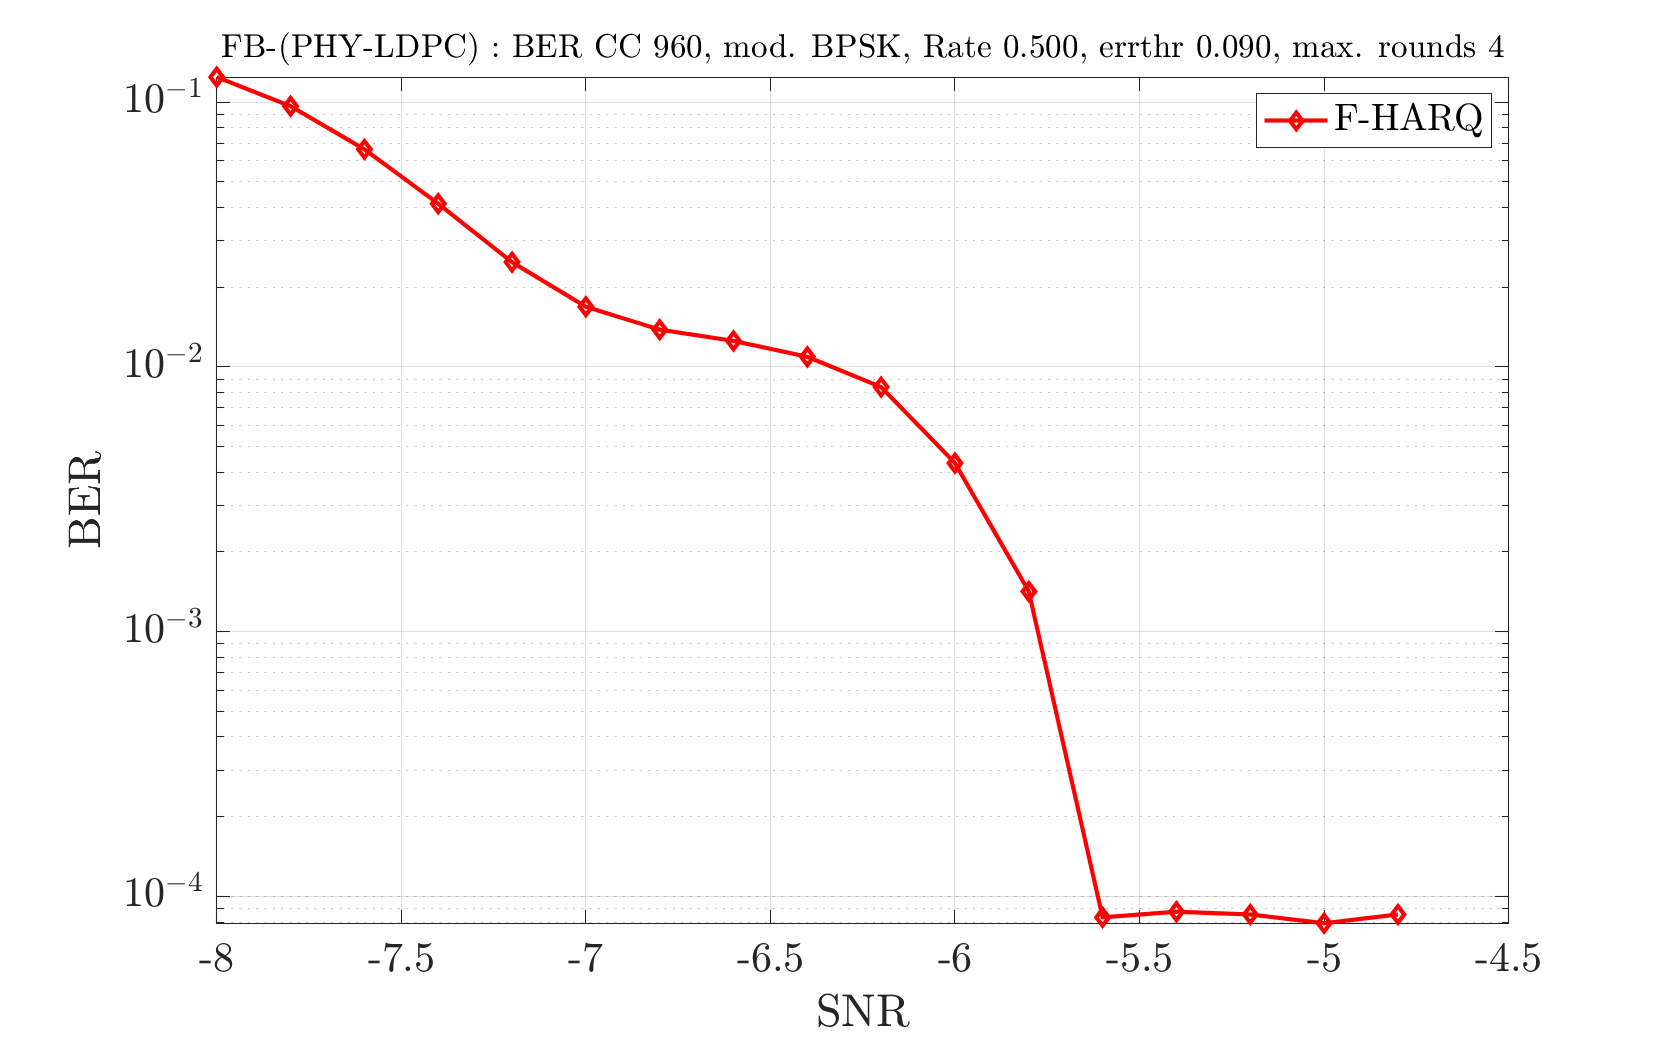 FB-(PHY-LDPC) : BER CC 960, mod. BPSK, Rate 0.500, errthr 0.090, max. rounds 4
F-HARQ
10^-1
10^-2
10^-3
10^-4
BER
-8 -7.5 -7 -6.5 -6 -5.5 -5 -4.5
SNR